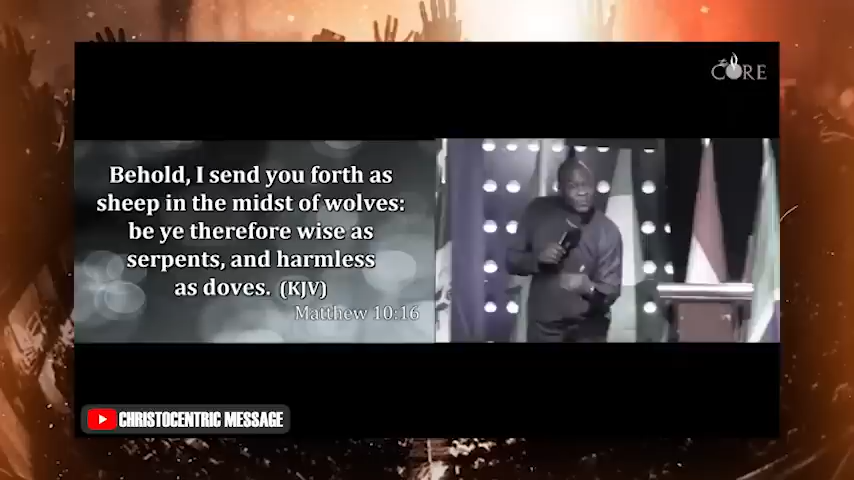 the
CORE
Behold, I send you forth as
sheep in the midst of wolves:
be ye therefore wise as
serpents, and harmless
as doves. (KJV)
Matthew 10:16
CHRISTOCENTRIC MESSAGE